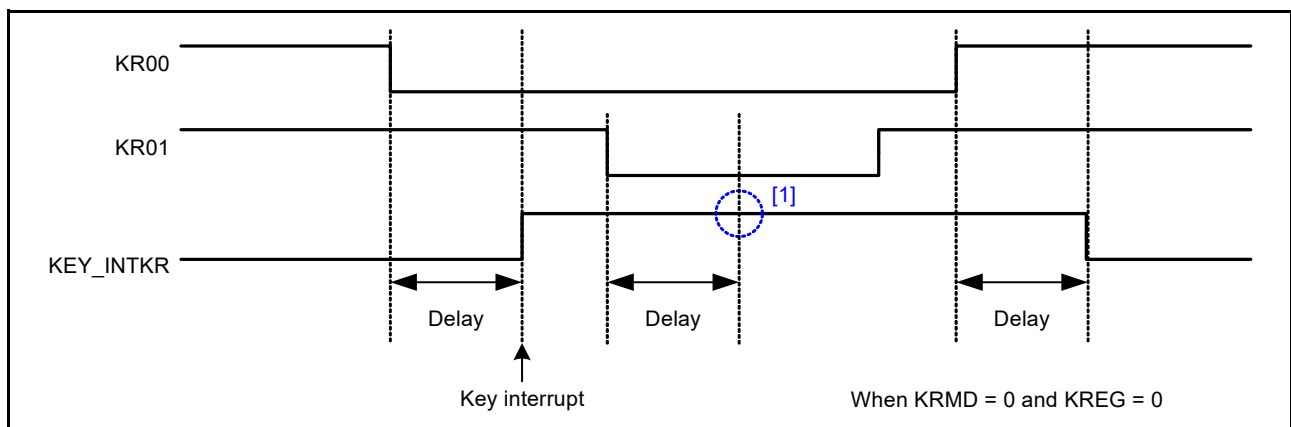 KR00
KR01
[1]
KEY_INTKR
Delay Delay Delay
Key interrupt
When KRMD = 0 and KREG = 0